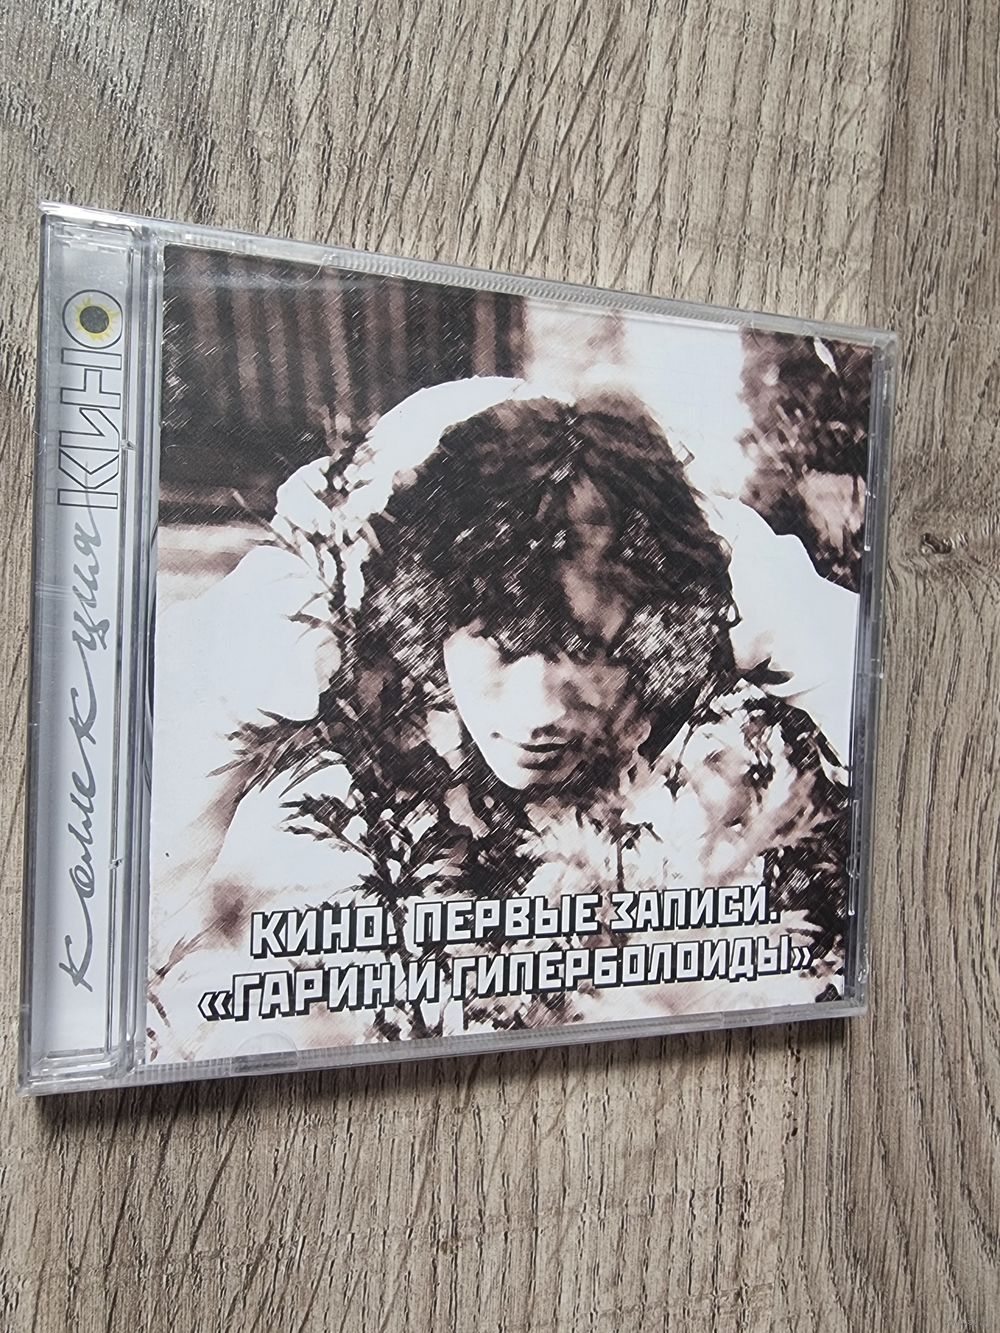 коллекция КИНО
КИНО. ПЕРВЫЕ ЗАПИСИ.
«ГАРИН И ГИПЕРБОЛОИДЫ»